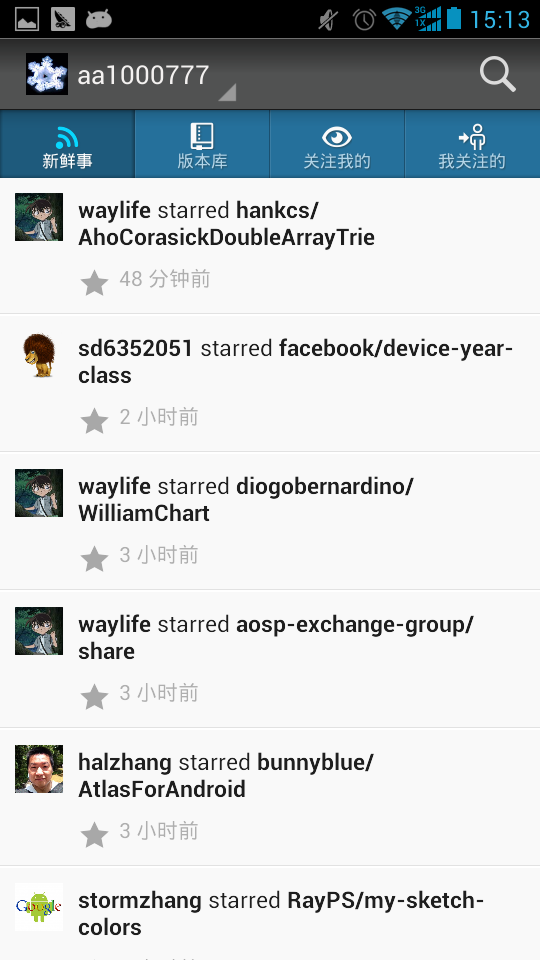 3G
1X
15:13
aa1000777
新鲜事
版本库
关注我的
我关注的
waylife starred hankcs/
AhoCorasickDoubleArrayTrie
48 分钟前
sd6352051 starred facebook/device-year-
class
2 小时前
waylife starred diogobernardino/
WilliamChart
3 小时前
waylife starred aosp-exchange-group/
share
3 小时前
halzhang starred bunnyblue/
AtlasForAndroid
3 小时前
Google
stormzhang starred RayPS/my-sketch-
colors